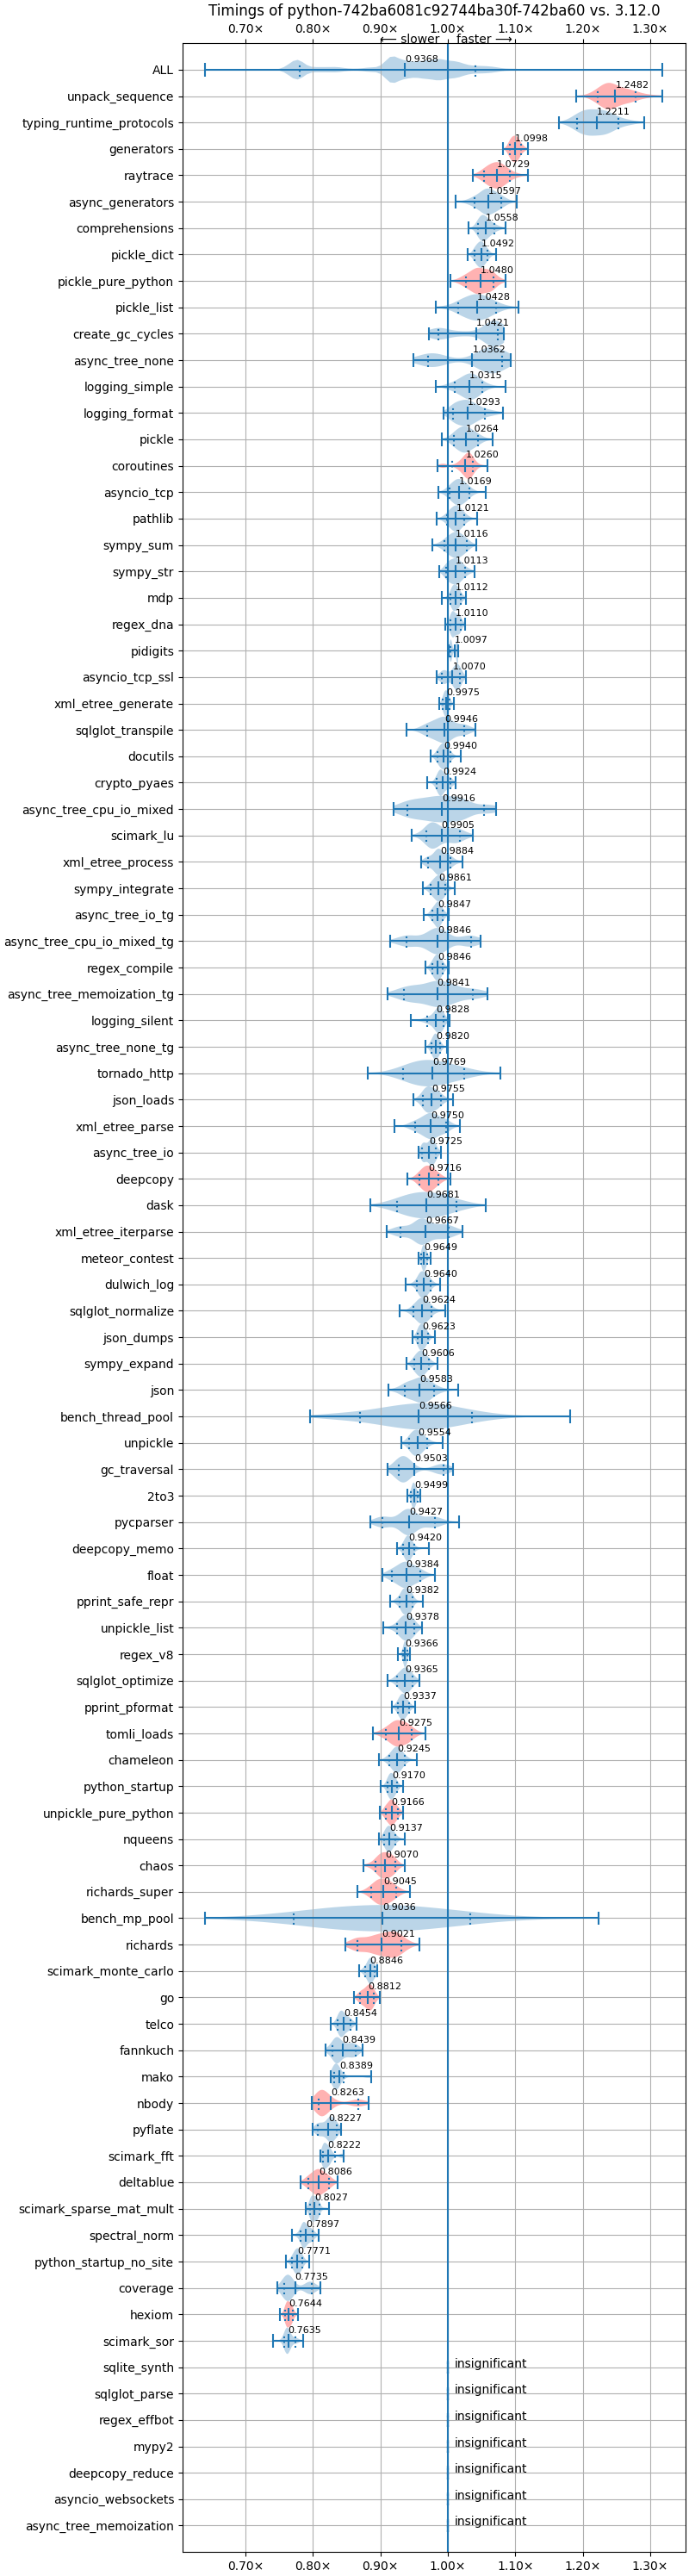 Timings of python-742ba6081c92744ba30f-742ba60 vs. 3.12.0
0.70× 0.80× 0.90× 1.00× 1.10× 1.20× 1.30×
⟵ slower faster ⟶
ALL 0.9368
unpack_sequence 1.2482
typing_runtime_protocols 1.2211
generators 1.0998
raytrace 1.0729
async_generators 1.0597
comprehensions 1.0558
pickle_dict 1.0492
pickle_pure_python 1.0480
pickle_list 1.0428
create_gc_cycles 1.0421
async_tree_none 1.0362
logging_simple 1.0315
logging_format 1.0293
pickle 1.0264
coroutines 1.0260
asyncio_tcp 1.0169
pathlib 1.0121
sympy_sum 1.0116
sympy_str 1.0113
mdp 1.0112
regex_dna 1.0110
pidigits 1.0097
asyncio_tcp_ssl 1.0070
xml_etree_generate 0.9975
sqlglot_transpile 0.9946
docutils 0.9940
crypto_pyaes 0.9924
async_tree_cpu_io_mixed 0.9916
scimark_lu 0.9905
xml_etree_process 0.9884
sympy_integrate 0.9861
async_tree_io_tg 0.9847
async_tree_cpu_io_mixed_tg 0.9846
regex_compile 0.9846
async_tree_memoization_tg 0.9841
logging_silent 0.9828
async_tree_none_tg 0.9820
tornado_http 0.9769
json_loads 0.9755
xml_etree_parse 0.9750
async_tree_io 0.9725
deepcopy 0.9716
dask 0.9681
xml_etree_iterparse 0.9667
meteor_contest 0.9649
dulwich_log 0.9640
sqlglot_normalize 0.9624
json_dumps 0.9623
sympy_expand 0.9606
json 0.9583
bench_thread_pool 0.9566
unpickle 0.9554
gc_traversal 0.9503
2to3 0.9499
pycparser 0.9427
deepcopy_memo 0.9420
float 0.9384
pprint_safe_repr 0.9382
unpickle_list 0.9378
regex_v8 0.9366
sqlglot_optimize 0.9365
pprint_pformat 0.9337
tomli_loads 0.9275
chameleon 0.9245
python_startup 0.9170
unpickle_pure_python 0.9166
nqueens 0.9137
chaos 0.9070
richards_super 0.9045
bench_mp_pool 0.9036
richards 0.9021
scimark_monte_carlo 0.8846
go 0.8812
telco 0.8454
fannkuch 0.8439
mako 0.8389
nbody 0.8263
pyflate 0.8227
scimark_fft 0.8222
deltablue 0.8086
scimark_sparse_mat_mult 0.8027
spectral_norm 0.7897
python_startup_no_site 0.7771
coverage 0.7735
hexiom 0.7644
scimark_sor 0.7635
sqlite_synth insignificant
sqlglot_parse insignificant
regex_effbot insignificant
mypy2 insignificant
deepcopy_reduce insignificant
asyncio_websockets insignificant
async_tree_memoization insignificant
0.70× 0.80× 0.90× 1.00× 1.10× 1.20× 1.30×